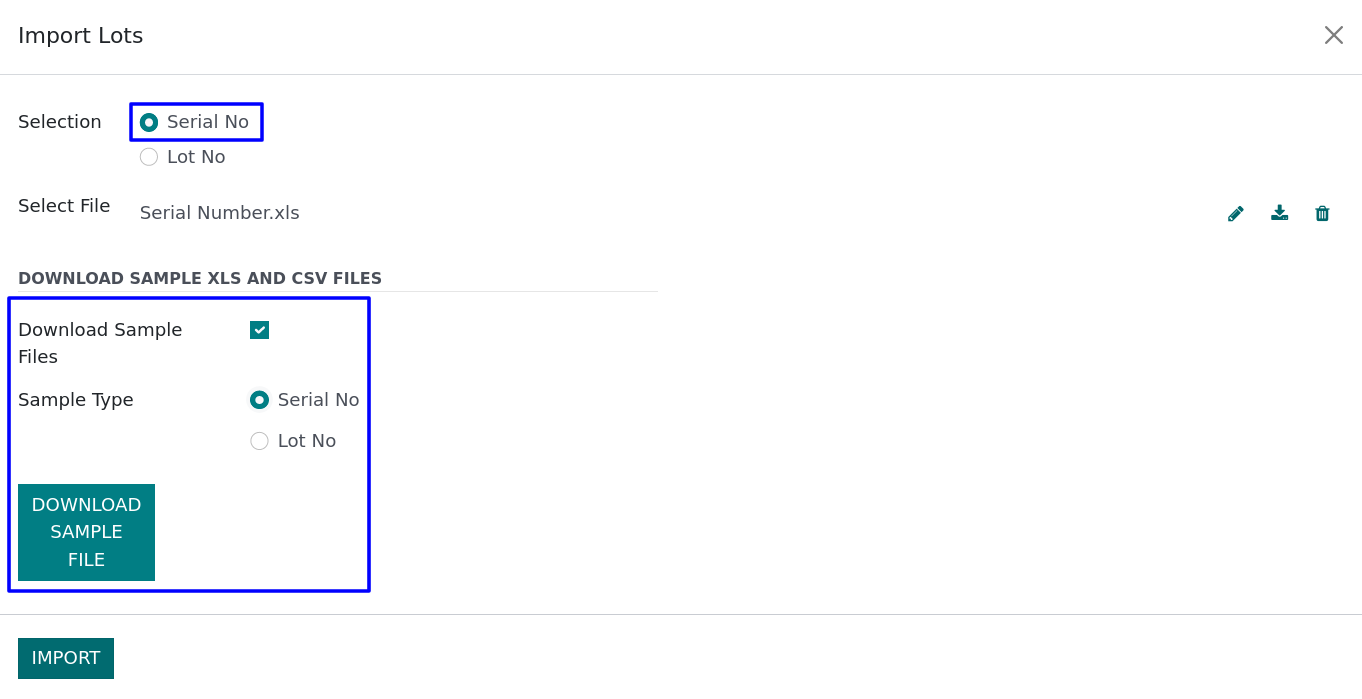 Import Lots
Selection
Serial No
Lot No
Select File
Serial Number.xls
DOWNLOAD SAMPLE XLS AND CSV FILES
Download Sample
Files
Sample Type
Serial No
Lot No
DOWNLOAD
SAMPLE
FILE
IMPORT